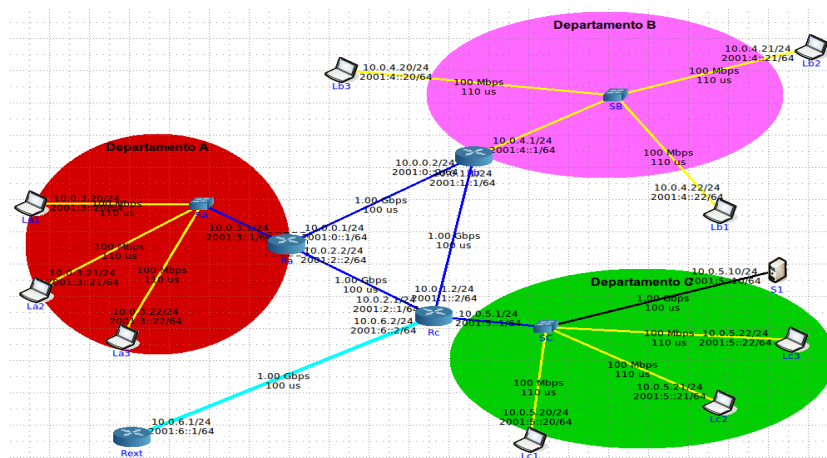 Departamento B
10.0.4.21/24
2001:4::21/64
Lb2
10.0.4.20/24
2001:4::20/64
Lb3
100 Mbps
110 us
100 Mbps
110 us
SB
10.0.4.1/24
2001:4::1/64
100 Mbps
110 us
10.0.4.22/24
2001:4::22/64
Lb1
10.0.0.2/24
2001:1::1/64
Departamento A
10.0.3.20/24
100 Mbps
110 us
La1
SA
10.0.3.1/24
2001:3::1/64
Ra
10.0.0.1/24
2001:0::1/64
10.0.2.2/24
2001:2::2/64
1.00 Gbps
100 us
1.00 Gbps
100 us
100 Mbps
110 us
10.0.3.21/24
2001:3::21/64
La2
100 Mbps
110 us
10.0.3.22/24
2001:3::22/64
La3
1.00 Gbps
100 us
10.0.2.1/24
2001:2::1/64
10.0.6.2/24
2001:6::2/64
10.0.1.2/24
2001:1::2/64
Rc
10.0.5.1/24
2001:5::1/64
Departamento C
10.0.5.10/24
S1
1.00 Gbps
100 us
SC
100 Mbps
110 us
10.0.5.22/24
2001:5::22/64
Lc3
100 Mbps
110 us
10.0.5.21/24
2001:5::21/64
Lc2
100 Mbps
110 us
10.0.5.20/24
2001:5::20/64
Lc1
1.00 Gbps
100 us
10.0.6.1/24
2001:6::1/64
Rext